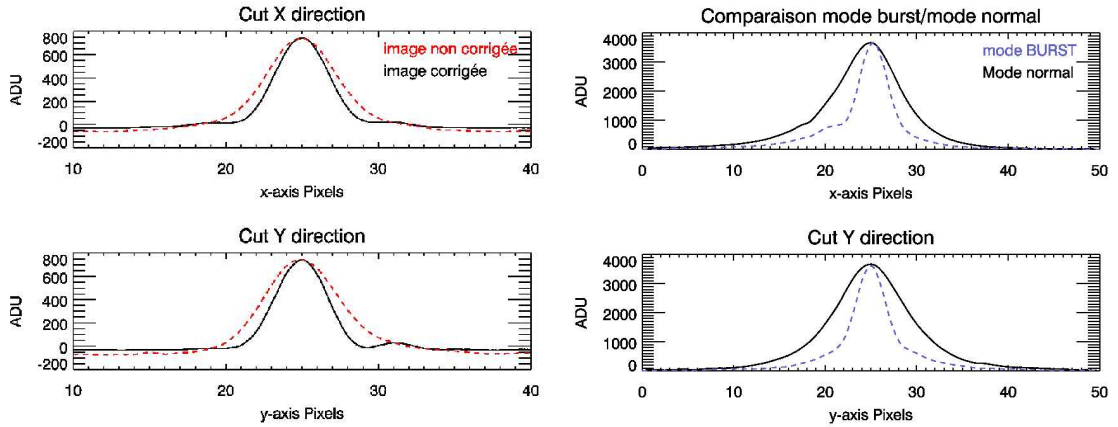 Cut X direction
800
600
400
200
0
-200
ADU
image non corrigée
image corrigée
10
20
30
40
x-axis Pixels
Comparaison mode burst/mode normal
4000
3000
2000
1000
0
ADU
mode BURST
Mode normal
0
10
20
30
40
50
x-axis Pixels
Cut Y direction
800
600
400
200
0
-200
ADU
10
20
30
40
y-axis Pixels
Cut Y direction
4000
3000
2000
1000
0
ADU
0
10
20
30
40
50
y-axis Pixels